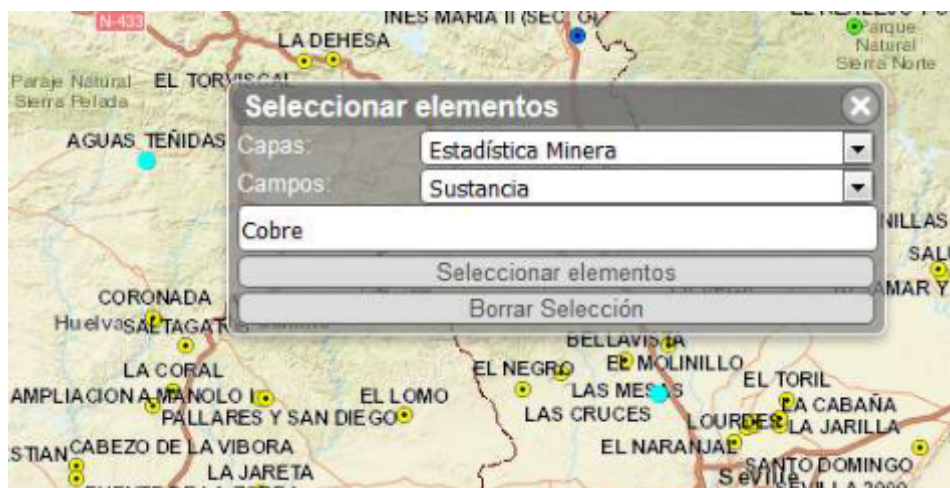 INES MARIA II (SEC
N-433
Parque
Natural
Sierra Norte
LA DEHESA
Paraje Natural
Sierra Pelada
EL TORVISCAL
Seleccionar elementos
AGUAS TEÑIDAS
Capas:
Estadística Minera
Campos:
Sustancia
Cobre
NILLAS
Seleccionar elementos
SAL
AMAR Y
Borrar Selección
CORONADA
Huelva
SALTAGAT
BELLAVISTA
EL NEGRO
EL MOLINILLO
LA CORAL
EL TORIL
AMPLIACION A MANOLO I
EL LOMO
LAS MESAS
LA CABAÑA
PALLARES Y SAN DIEGO
LAS CRUCES
LOURDES
LA JARILLA
STIAN
CABEZO DE LA VIBORA
EL NARANJAL
LA JARETA
Sevilla
SANTO DOMINGO